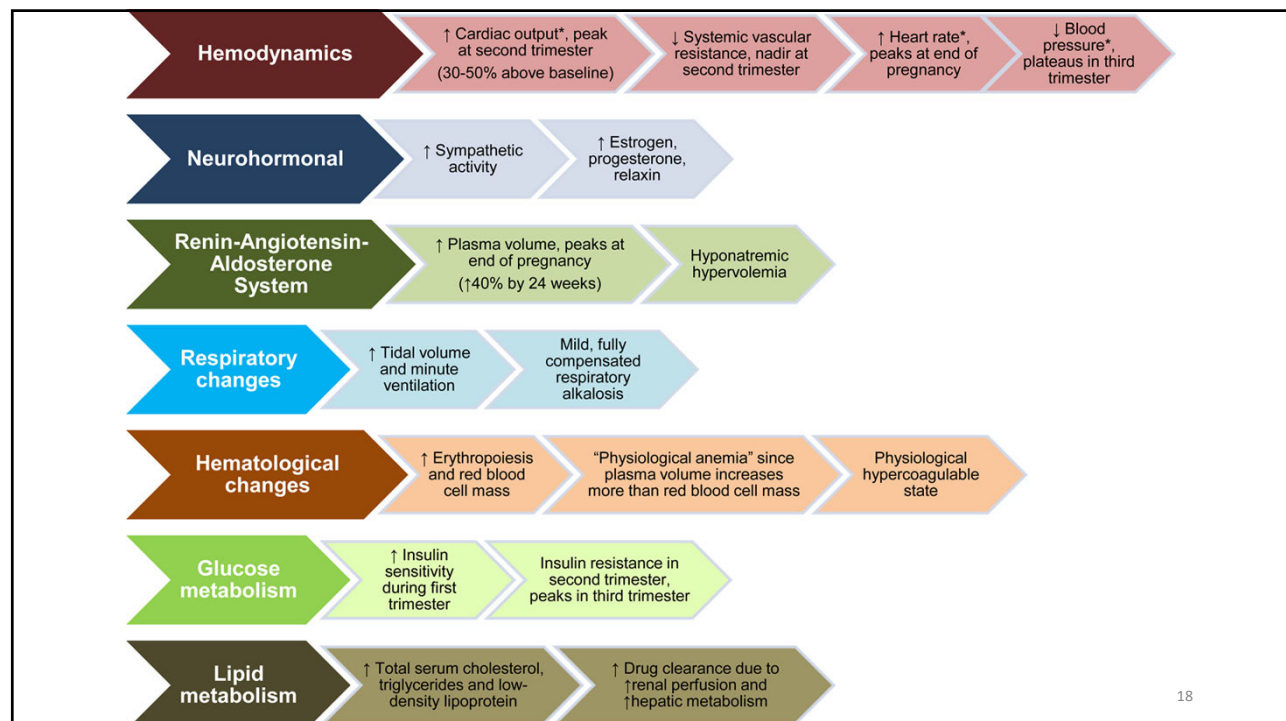 Hemodynamics
↑ Cardiac output*, peak
at second trimester
(30-50% above baseline)
↓ Systemic vascular
resistance, nadir at
second trimester
↑ Heart rate*,
peaks at end of
pregnancy
↓ Blood
pressure*,
plateaus in third
trimester
Neurohormonal
↑ Sympathetic
activity
↑ Estrogen,
progesterone,
relaxin
Renin-Angiotensin-
Aldosterone
System
↑ Plasma volume, peaks at
end of pregnancy
(↑40% by 24 weeks)
Hyponatremic
hypervolemia
Respiratory
changes
↑ Tidal volume
and minute
ventilation
Mild, fully
compensated
respiratory
alkalosis
Hematological
changes
↑ Erythropoiesis
and red blood
cell mass
“Physiological anemia” since
plasma volume increases
more than red blood cell mass
Physiological
hypercoagulable
state
Glucose
metabolism
↑ Insulin
sensitivity
during first
trimester
Insulin resistance in
second trimester,
peaks in third trimester
Lipid
metabolism
↑ Total serum cholesterol,
triglycerides and low-
density lipoprotein
↑ Drug clearance due to
↑renal perfusion and
↑hepatic metabolism
18